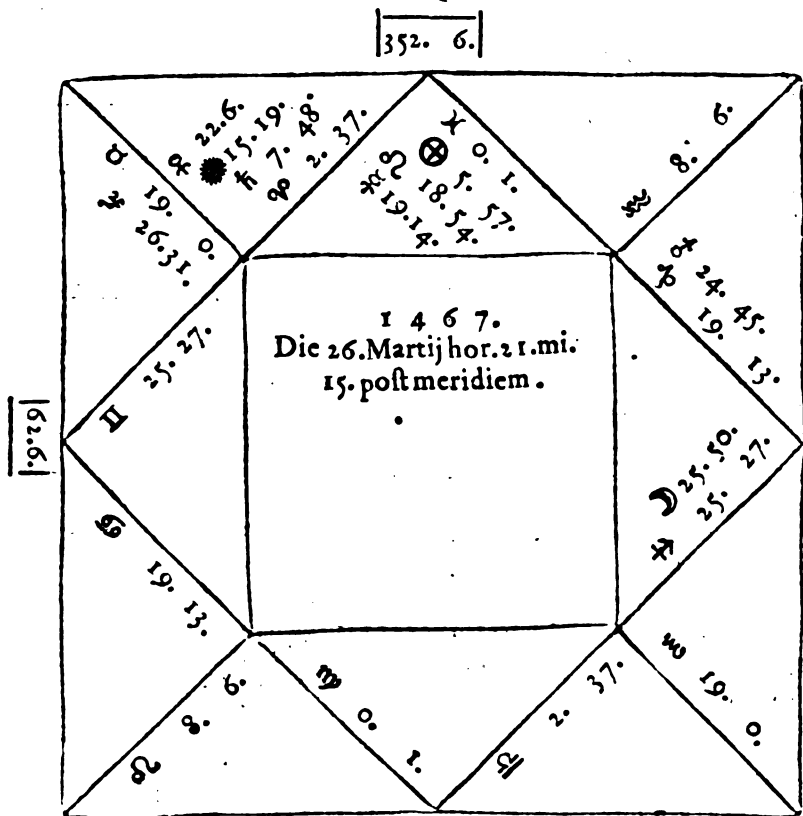 352. 6.
♀ 22.6.
☀ 15. 19.
♄ 7. 48.
2. 37.
♓ 0. 1.
⊗ 5. 57.
☊ 18. 54.
19.14.
♒ 8. 6.
♂ 24. 45.
♑ 19. 13.
♉ 19. 0.
♃ 26.31.
♊ 25. 27.
62.6.
1 4 6 7.
Die 26.Martij hor.21.mi.
15. poſt meridiem.
☽ 25. 50.
♐ 25. 27.
♋ 19. 13.
♌ 8. 6.
♍ 0. 1.
♎ 2. 37.
♏ 19. 0.